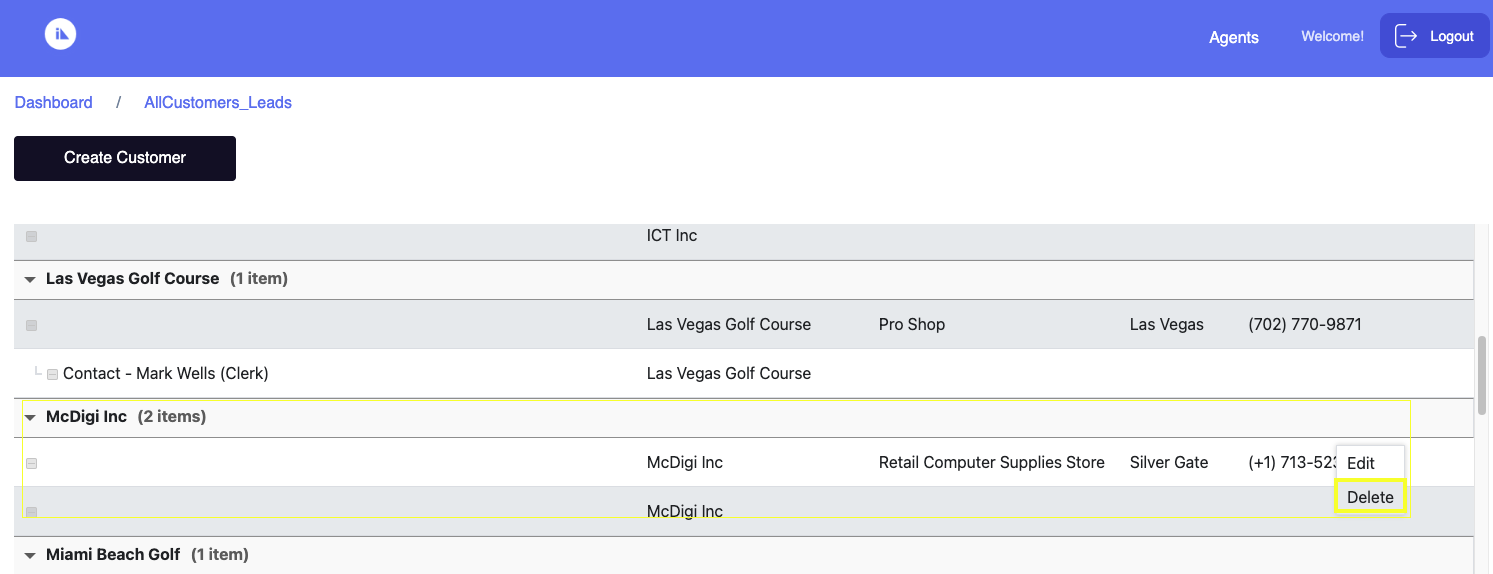 Agents Welcome! Logout
Dashboard / AllCustomers_Leads
Create Customer
ICT Inc
Las Vegas Golf Course (1 item)
Las Vegas Golf Course Pro Shop Las Vegas (702) 770-9871
Contact - Mark Wells (Clerk) Las Vegas Golf Course
McDigi Inc (2 items)
McDigi Inc Retail Computer Supplies Store Silver Gate (+1) 713-523 Edit
McDigi Inc Delete
Miami Beach Golf (1 item)